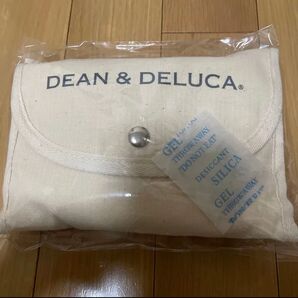 DEAN & DELUCA®
GEL
THROW AWAY
"DO NOT EAT"
DESICCANT
SILICA
GEL
THROW AWAY